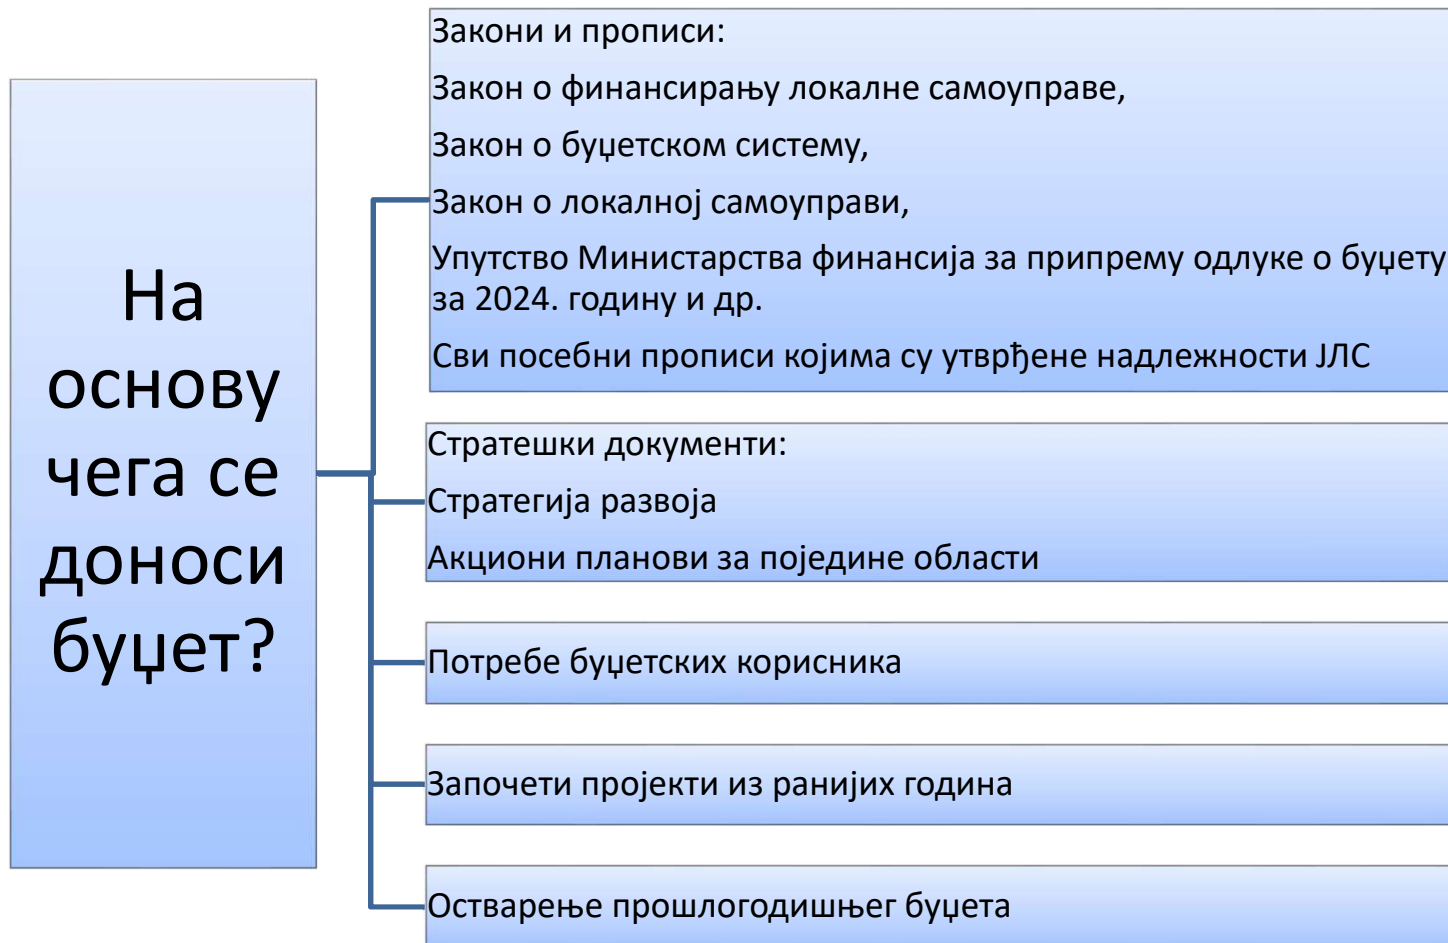 На
основу
чега се
доноси
буџет?
Закони и прописи:
Закон о финансирању локалне самоуправе,
Закон о буџетском систему,
Закон о локалној самоуправи,
Упутство Министарства финансија за припрему одлуке о буџету
за 2024. годину и др.
Сви посебни прописи којима су утврђене надлежности ЈЛС
Стратешки документи:
Стратегија развоја
Акциони планови за поједине области
Потребе буџетских корисника
Започети пројекти из ранијих година
Остварење прошлогодишњег буџета